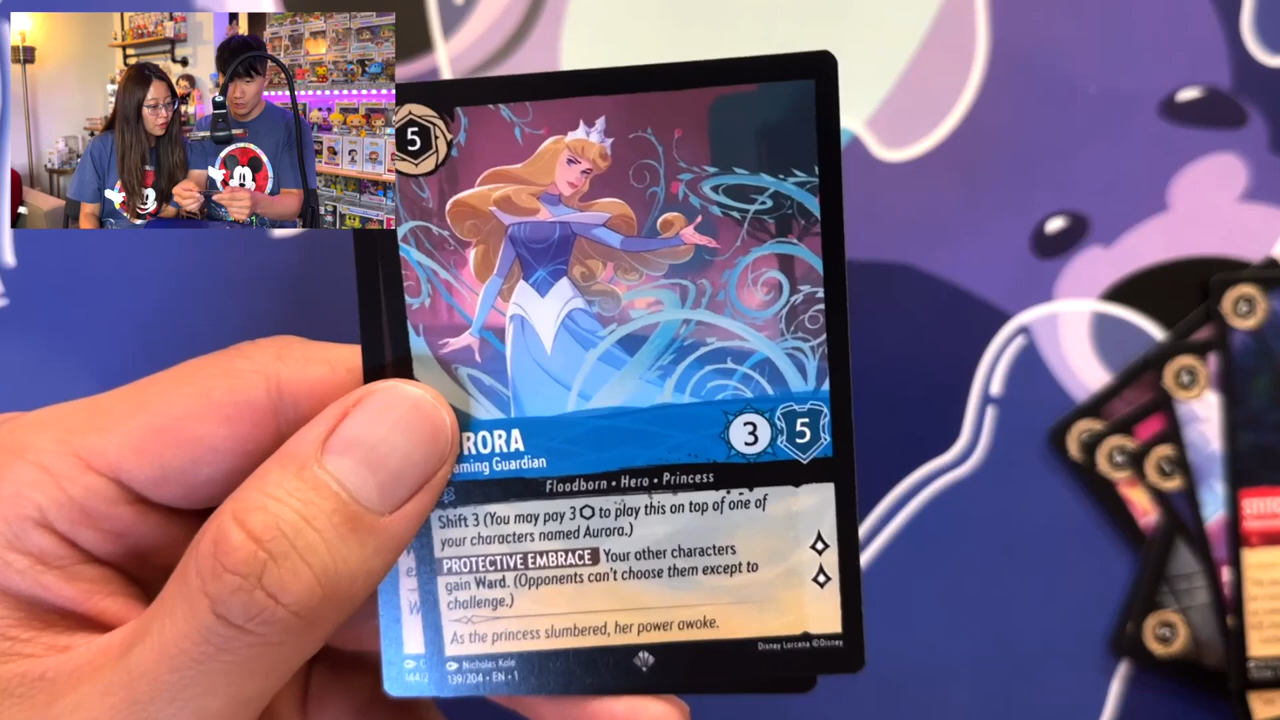 5
RORA
aming Guardian
3
5
Floodborn • Hero • Princess
Shift 3 (You may pay 3 to play this on top of one of
your characters named Aurora.)
PROTECTIVE EMBRACE Your other characters
gain Ward. (Opponents can't choose them except to
challenge.)
As the princess slumbered, her power awoke.
Disney Lorcana ©Disney
Nicholas Kole
139/204 • EN • 1
144/2